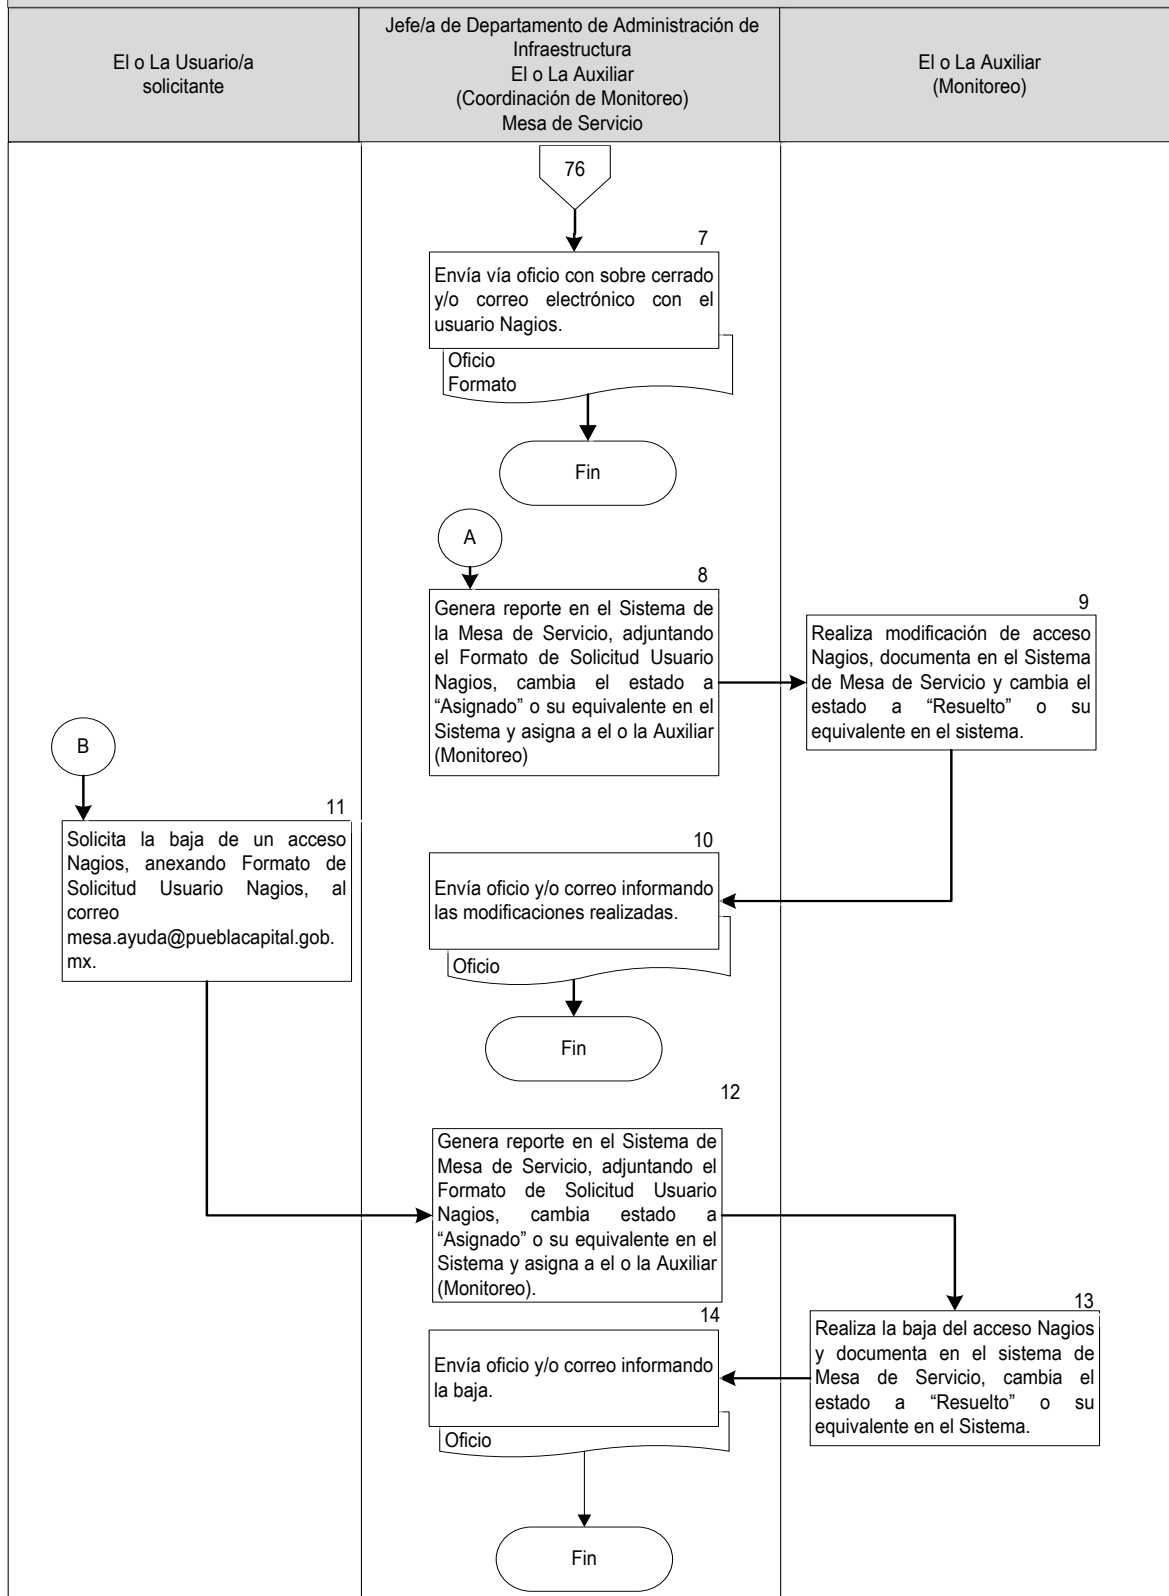 El o La Usuario/a
solicitante
Jefe/a de Departamento de Administración de
Infraestructura
El o La Auxiliar
(Coordinación de Monitoreo)
Mesa de Servicio
El o La Auxiliar
(Monitoreo)
76
7
Envía vía oficio con sobre cerrado
y/o correo electrónico con el
usuario Nagios.
Oficio
Formato
Fin
A
8
Genera reporte en el Sistema de
la Mesa de Servicio, adjuntando
el Formato de Solicitud Usuario
Nagios, cambia el estado a
“Asignado” o su equivalente en el
Sistema y asigna a el o la Auxiliar
(Monitoreo)
9
Realiza modificación de acceso
Nagios, documenta en el Sistema
de Mesa de Servicio y cambia el
estado a “Resuelto” o su
equivalente en el sistema.
10
Envía oficio y/o correo informando
las modificaciones realizadas.
Oficio
Fin
B
11
Solicita la baja de un acceso
Nagios, anexando Formato de
Solicitud Usuario Nagios, al
correo
mesa.ayuda@pueblacapital.gob.
mx.
12
Genera reporte en el Sistema de
Mesa de Servicio, adjuntando el
Formato de Solicitud Usuario
Nagios, cambia estado a
“Asignado” o su equivalente en el
Sistema y asigna a el o la Auxiliar
(Monitoreo).
13
Realiza la baja del acceso Nagios
y documenta en el sistema de
Mesa de Servicio, cambia el
estado a “Resuelto” o su
equivalente en el Sistema.
14
Envía oficio y/o correo informando
la baja.
Oficio
Fin